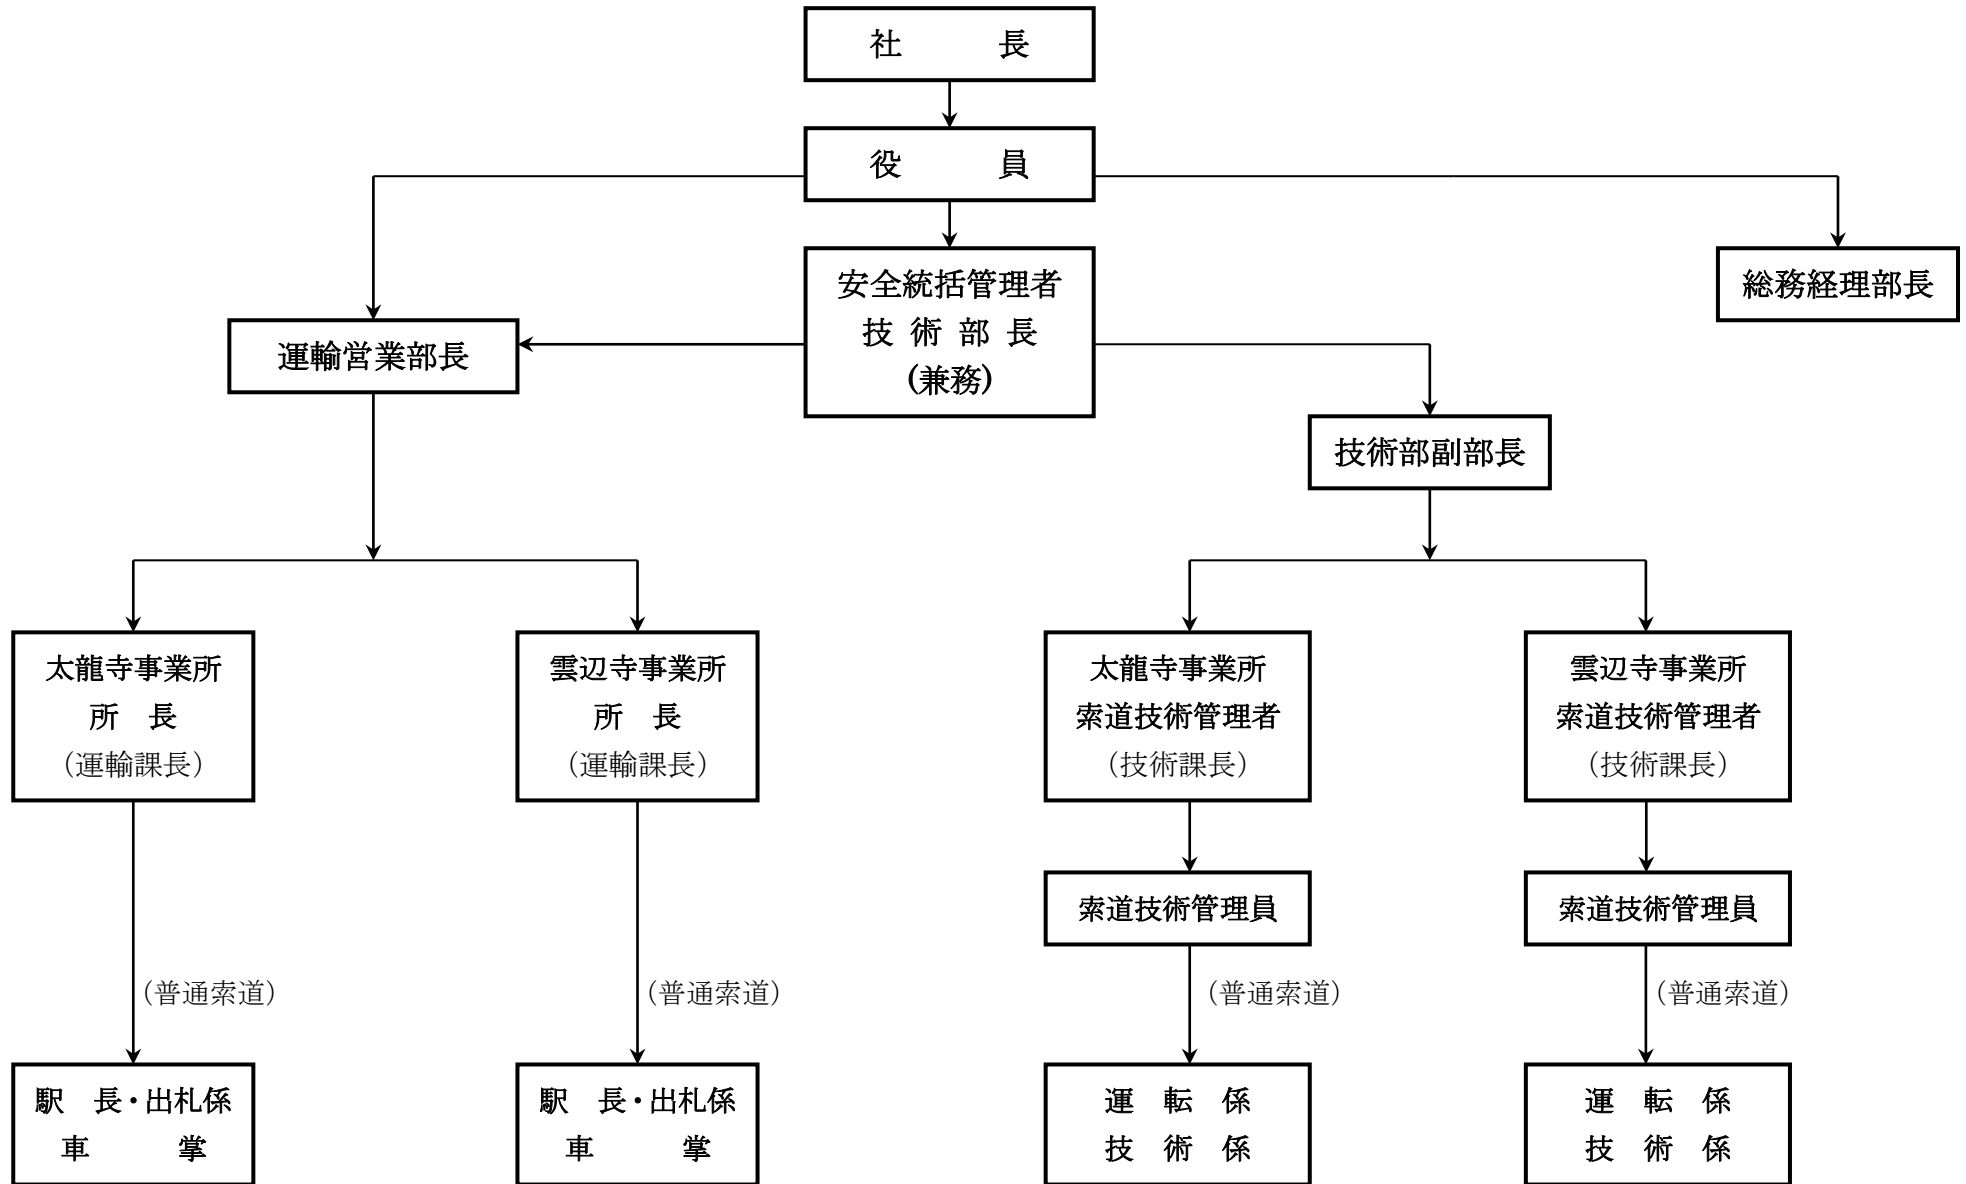 社　　　長
役　　　員
安全統括管理者
技 術 部 長
(兼務)
総務経理部長
運輸営業部長
技術部副部長
太龍寺事業所
所　長
（運輸課長）
雲辺寺事業所
所　長
（運輸課長）
太龍寺事業所
索道技術管理者
（技術課長）
雲辺寺事業所
索道技術管理者
（技術課長）
索道技術管理員
索道技術管理員
（普通索道）
（普通索道）
（普通索道）
（普通索道）
駅　長・出札係
車　　　掌
駅　長・出札係
車　　　掌
運　転　係
技　術　係
運　転　係
技　術　係